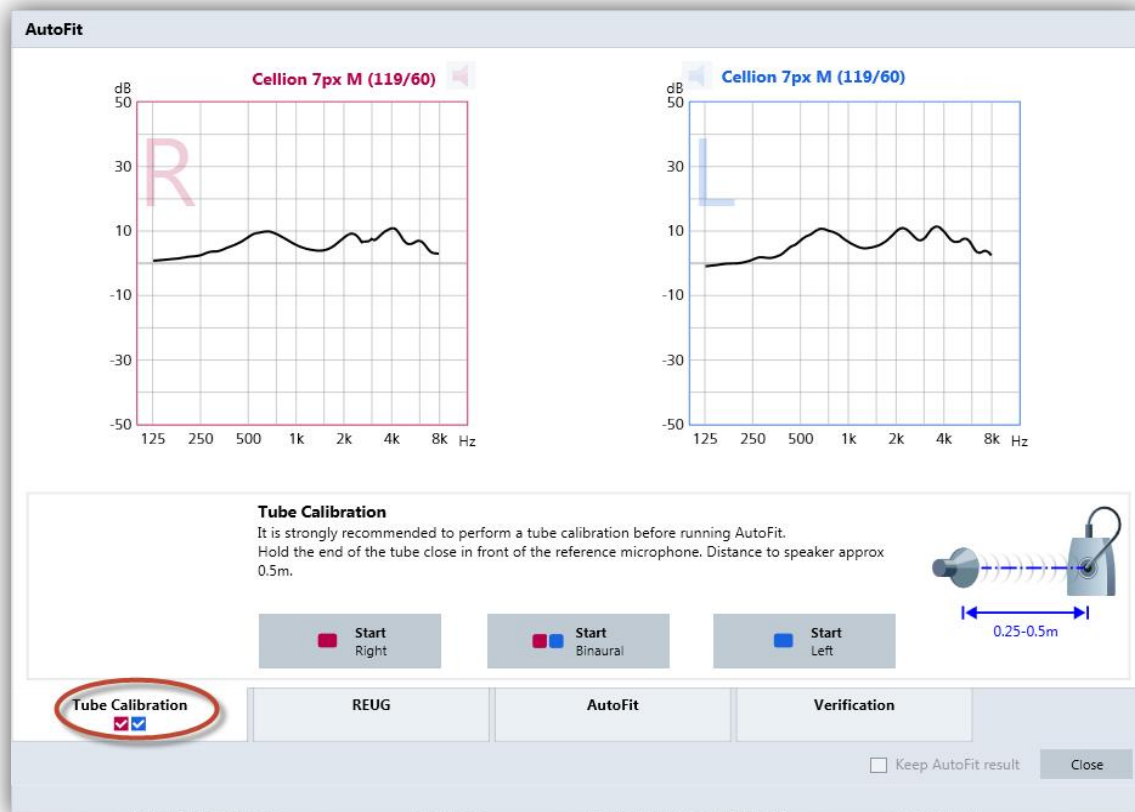 AutoFit
Cellion 7px M (119/60)
dB
50
R
30
10
-10
-30
-50
125 250 500 1k 2k 4k 8k Hz
Cellion 7px M (119/60)
dB
50
L
30
10
-10
-30
-50
125 250 500 1k 2k 4k 8k Hz
Tube Calibration
It is strongly recommended to perform a tube calibration before running AutoFit.
Hold the end of the tube close in front of the reference microphone. Distance to speaker approx
0.5m.
0.25-0.5m
Start
Right
Start
Binaural
Start
Left
Tube Calibration
REUG
AutoFit
Verification
Keep AutoFit result
Close